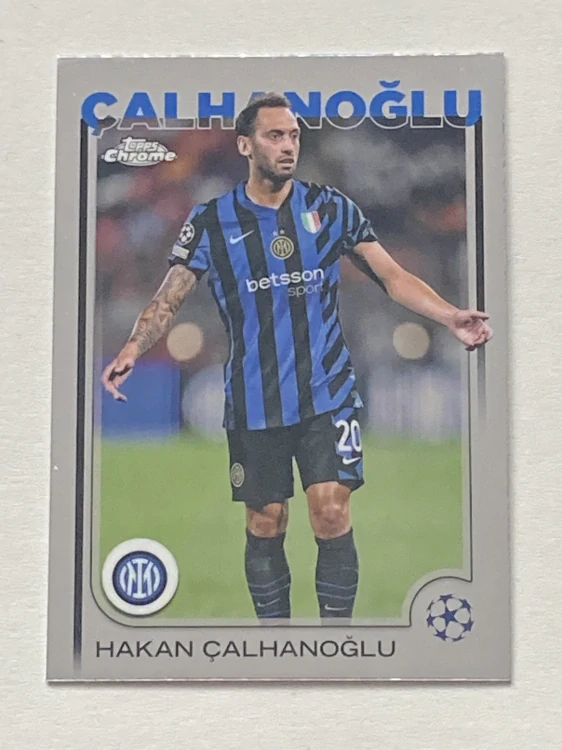 ÇALHANOĞLU
Topps
Chrome
betsson
sport
20
HAKAN ÇALHANOĞLU